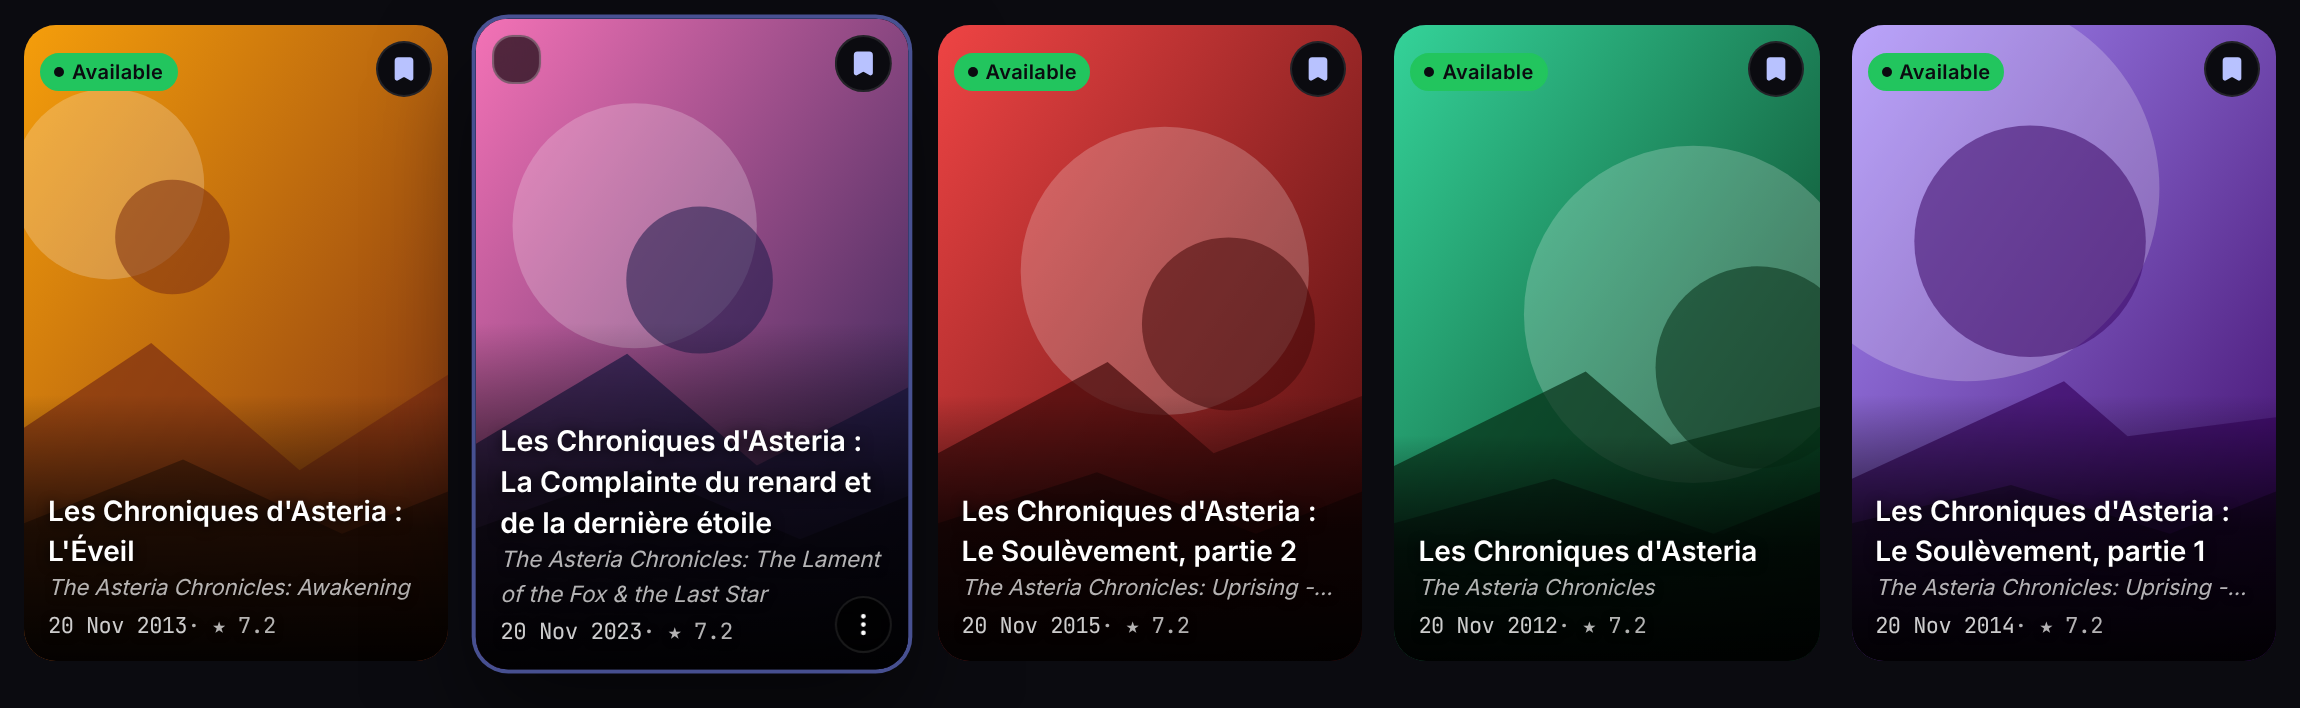 Available
Les Chroniques d'Asteria :
L'Éveil
The Asteria Chronicles: Awakening
20 Nov 2013· ★ 7.2
Les Chroniques d'Asteria :
La Complainte du renard et
de la dernière étoile
The Asteria Chronicles: The Lament
of the Fox & the Last Star
20 Nov 2023· ★ 7.2
Available
Les Chroniques d'Asteria :
Le Soulèvement, partie 2
The Asteria Chronicles: Uprising -...
20 Nov 2015· ★ 7.2
Available
Les Chroniques d'Asteria
The Asteria Chronicles
20 Nov 2012· ★ 7.2
Available
Les Chroniques d'Asteria :
Le Soulèvement, partie 1
The Asteria Chronicles: Uprising -...
20 Nov 2014· ★ 7.2